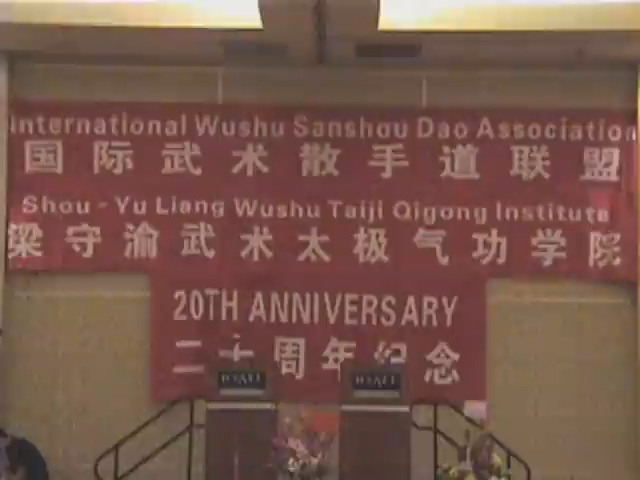 International Wushu Sanshou Dao Association
国际武术散手道联盟
Shou-Yu Liang Wushu Taiji Qigong Institute
梁守渝武术太极气功学院
20TH ANNIVERSARY
二十周年纪念
HYATT HYATT